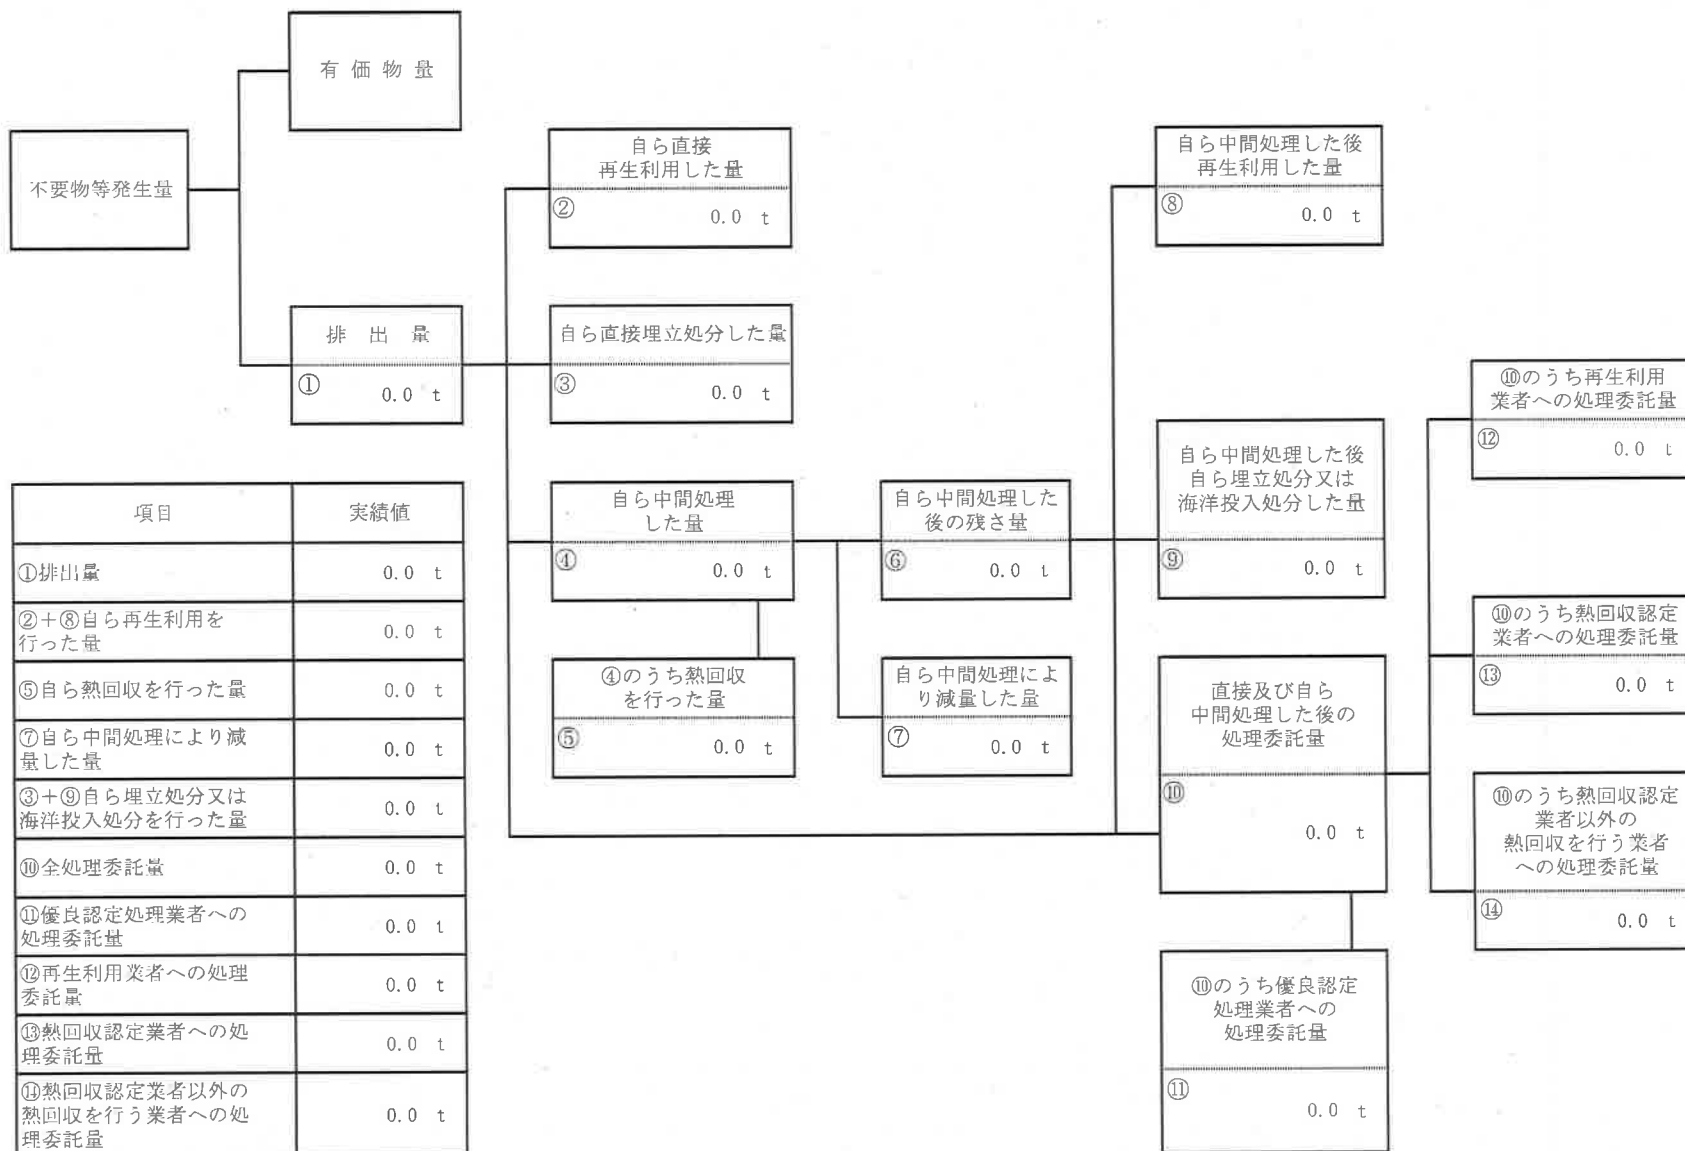 有価物量
不要物等発生量
排出量
① 0.0 t
自ら直接
再生利用した量
② 0.0 t
自ら直接埋立処分した量
③ 0.0 t
自ら中間処理
した量
④ 0.0 t
④のうち熱回収
を行った量
⑤ 0.0 t
自ら中間処理した
後の残さ量
⑥ 0.0 t
自ら中間処理によ
り減量した量
⑦ 0.0 t
自ら中間処理した後
再生利用した量
⑧ 0.0 t
自ら中間処理した後
自ら埋立処分又は
海洋投入処分した量
⑨ 0.0 t
直接及び自ら
中間処理した後の
処理委託量
⑩
0.0 t
⑩のうち優良認定
処理業者への
処理委託量
⑪
0.0 t
⑩のうち再生利用
業者への処理委託量
⑫ 0.0 t
⑩のうち熱回収認定
業者への処理委託量
⑬ 0.0 t
⑩のうち熱回収認定
業者以外の
熱回収を行う業者
への処理委託量
⑭ 0.0 t
項目 実績値
①排出量 0.0 t
②+⑧自ら再生利用を
行った量 0.0 t
⑤自ら熱回収を行った量 0.0 t
⑦自ら中間処理により減
量した量 0.0 t
③+⑨自ら埋立処分又は
海洋投入処分を行った量 0.0 t
⑩全処理委託量 0.0 t
⑪優良認定処理業者への
処理委託量 0.0 t
⑫再生利用業者への処理
委託量 0.0 t
⑬熱回収認定業者への処
理委託量 0.0 t
⑭熱回収認定業者以外の
熱回収を行う業者への処
理委託量 0.0 t